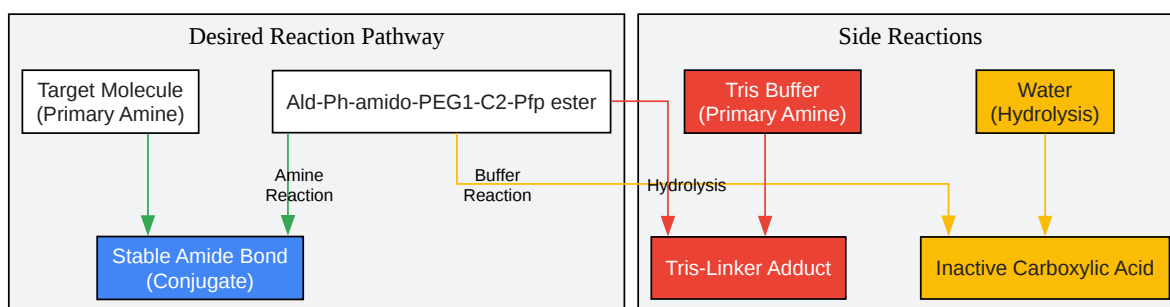 Desired Reaction Pathway
Side Reactions
Target Molecule
(Primary Amine)
Ald-Ph-amido-PEG1-C2-Pfp ester
Tris Buffer
(Primary Amine)
Water
(Hydrolysis)
Amine
Reaction
Buffer
Reaction
Hydrolysis
Stable Amide Bond
(Conjugate)
Tris-Linker Adduct
Inactive Carboxylic Acid